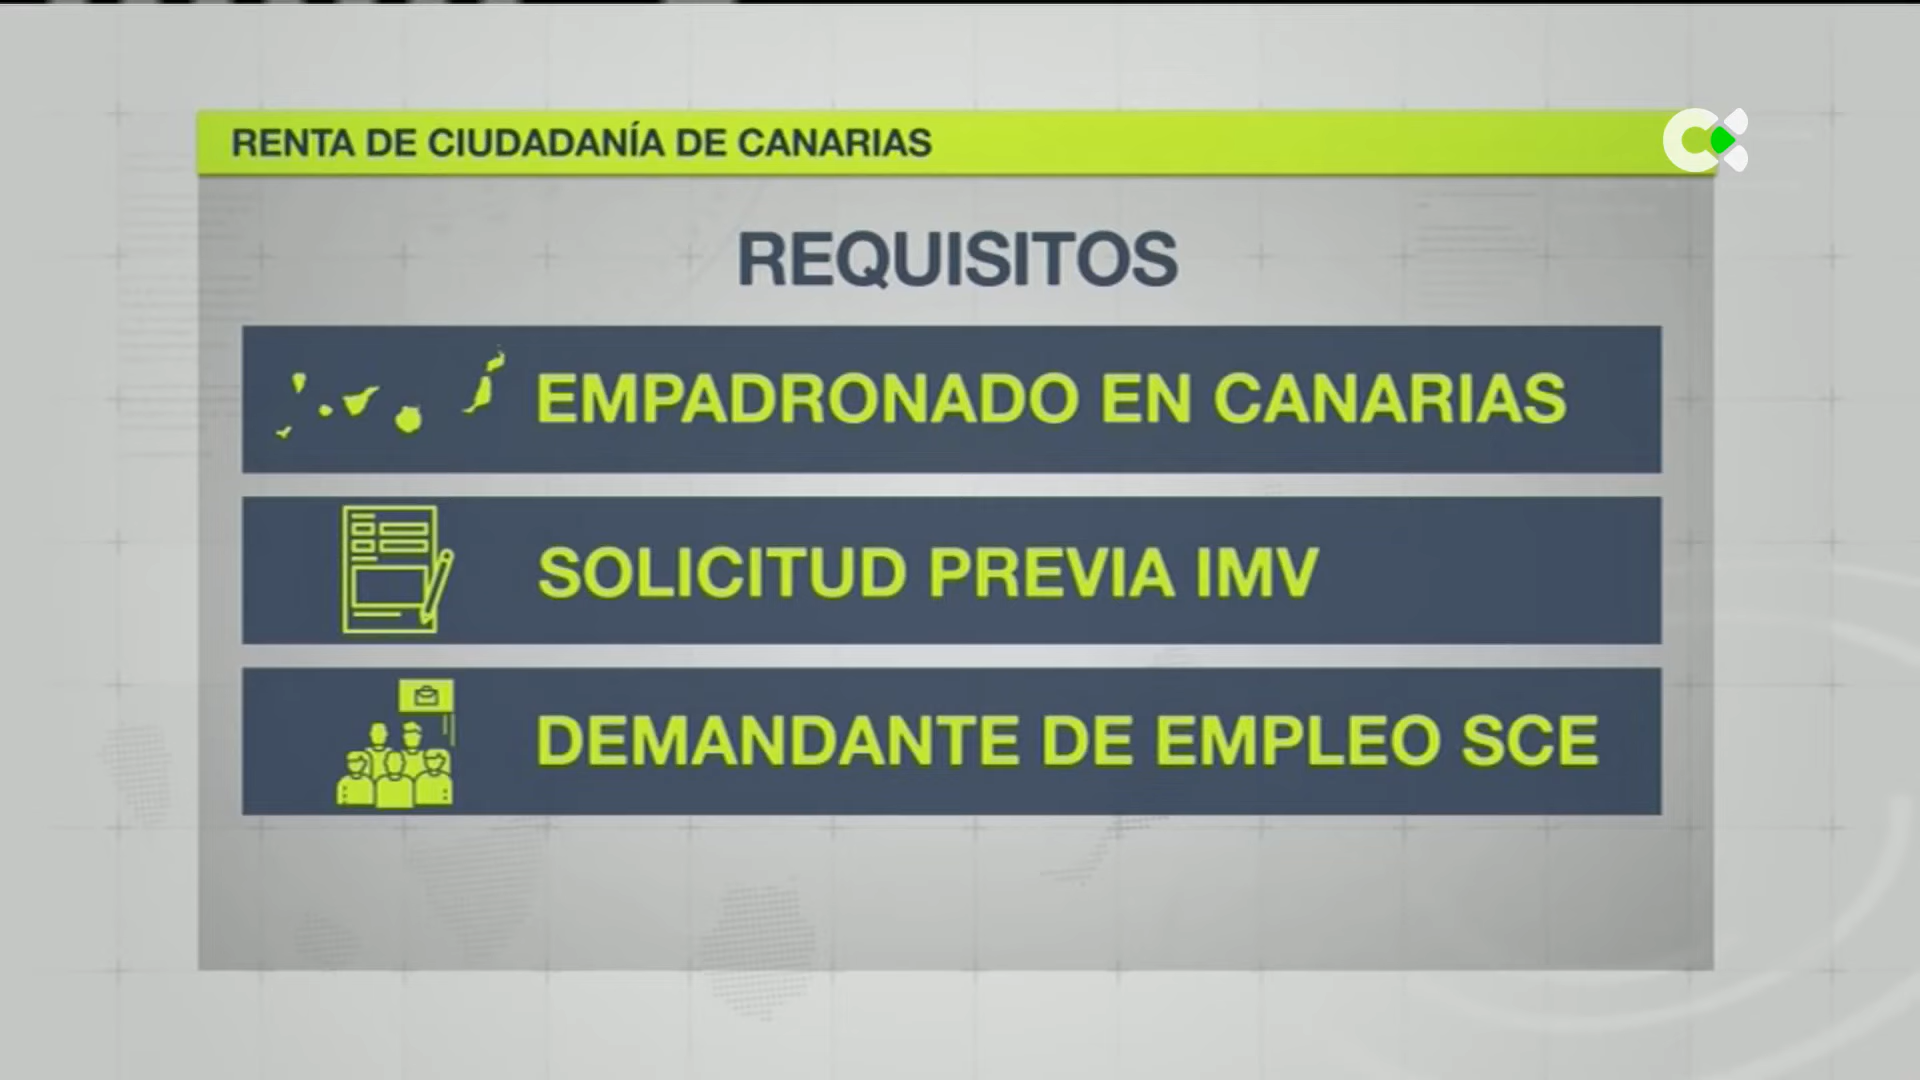 RENTA DE CIUDADANÍA DE CANARIAS
REQUISITOS
EMPADRONADO EN CANARIAS
SOLICITUD PREVIA IMV
DEMANDANTE DE EMPLEO SCE